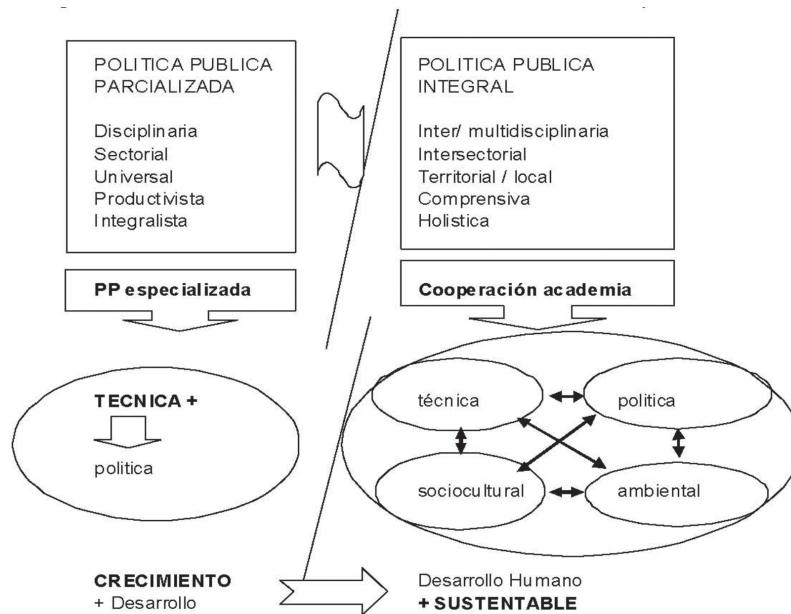 POLITICA PUBLICA
PARCIALIZADA
Disciplinaria
Sectorial
Universal
Productivista
Integralista
POLITICA PUBLICA
INTEGRAL
Inter/ multidisciplinaria
Intersectorial
Territorial / local
Comprensiva
Holistica
PP especializada
Cooperación academia
TECNICA +
politica
técnica
politica
sociocultural
ambiental
CRECIMIENTO
+ Desarrollo
Desarrollo Humano
+ SUSTENTABLE